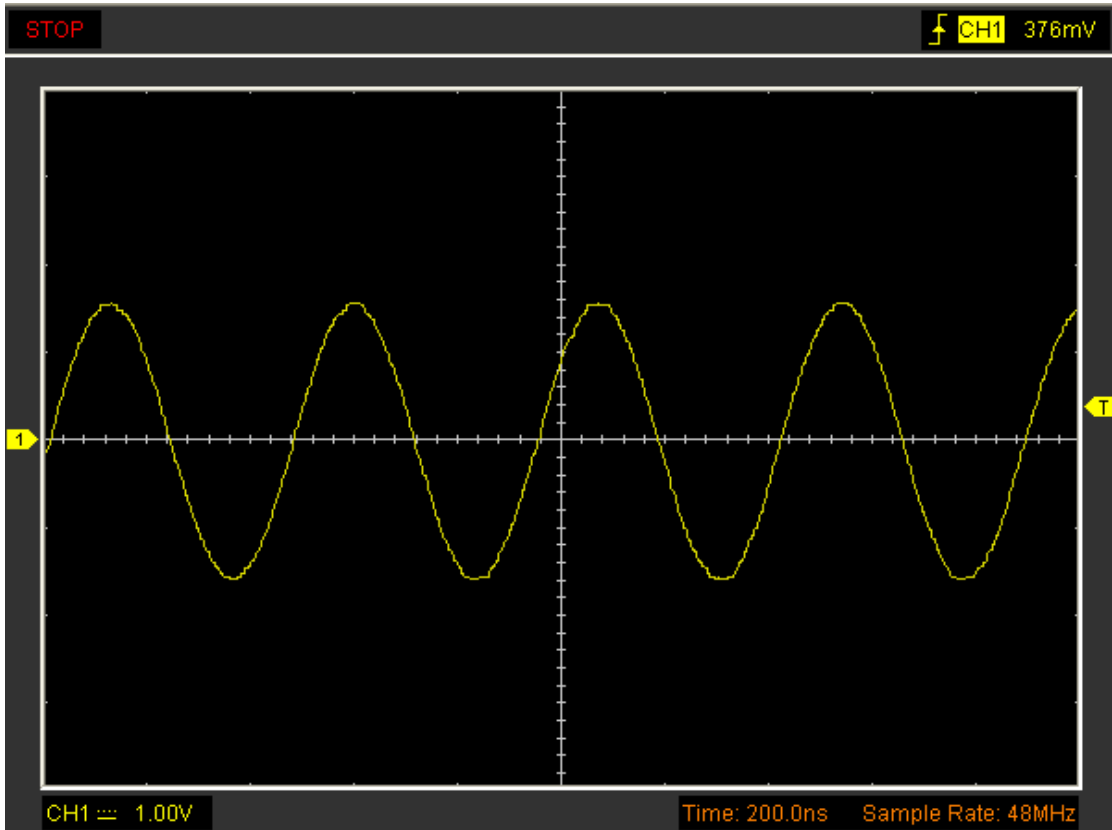 STOP
CH1 376mV
T
1
CH1 1.00V
Time: 200.0ns Sample Rate: 48MHz